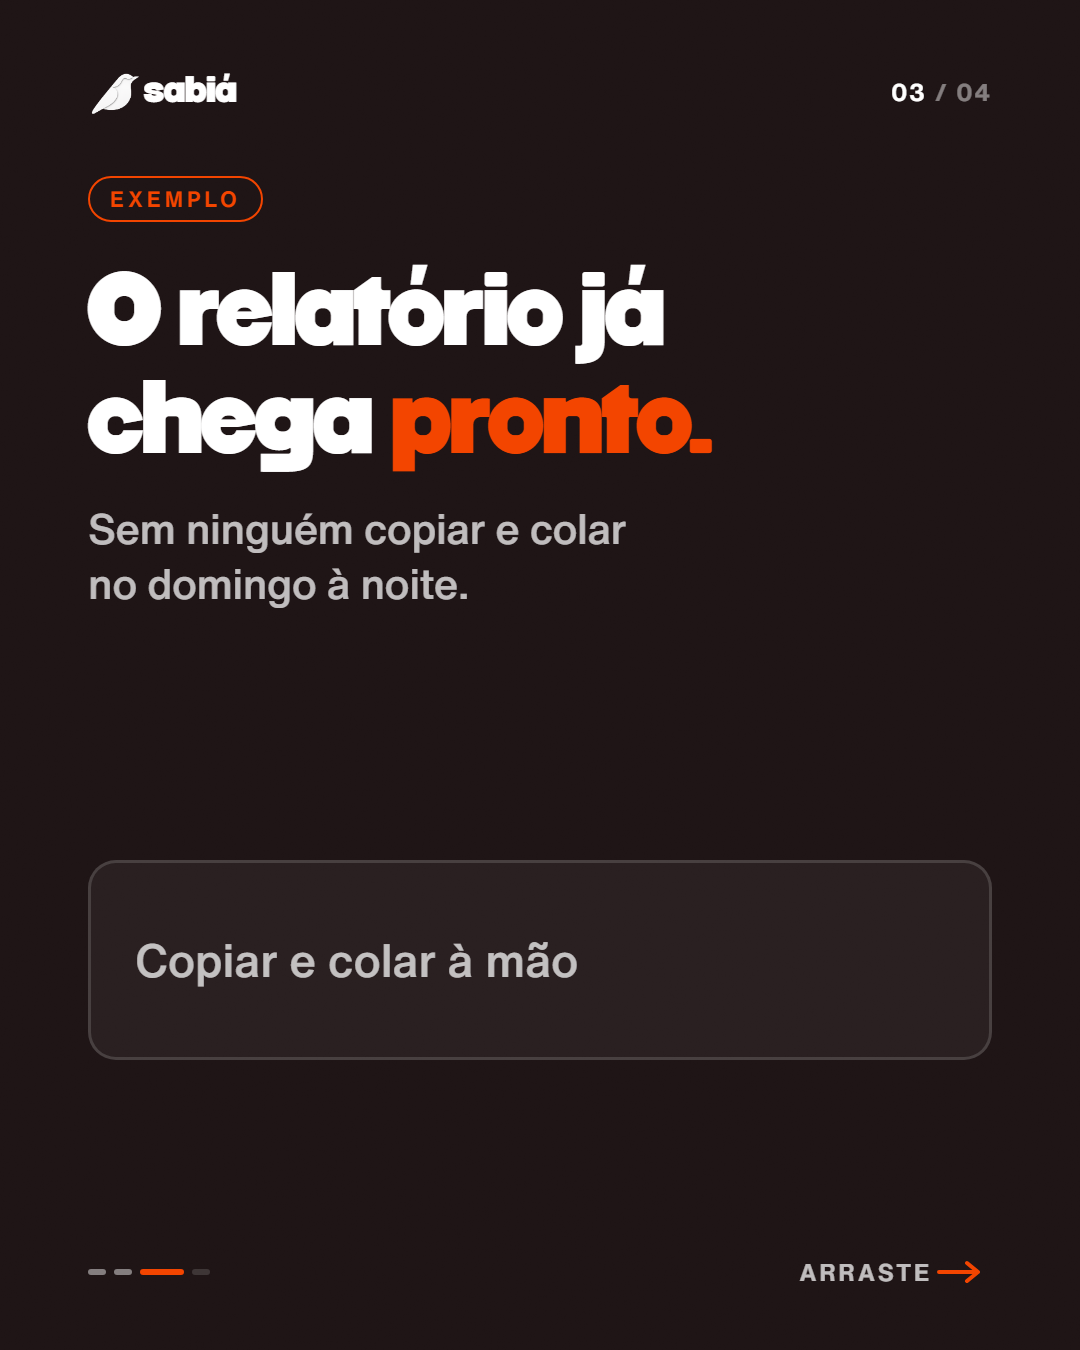 sabiá
03 / 04
EXEMPLO
O relatório já
chega pronto.
Sem ninguém copiar e colar
no domingo à noite.
Copiar e colar à mão
ARRASTE